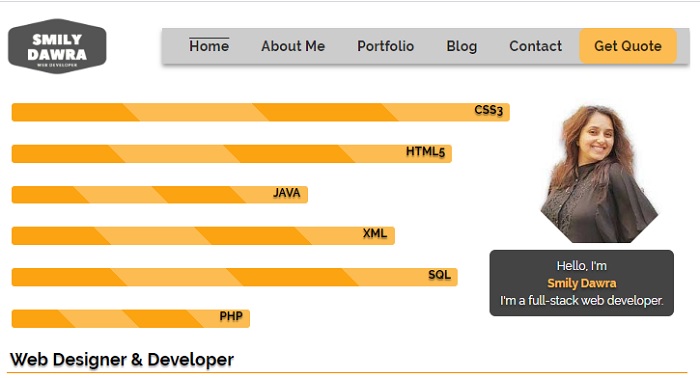 SMILY
DAWRA
WEB DEVELOPER
Home About Me Portfolio Blog Contact Get Quote
CSS3
HTML5
JAVA
XML
SQL
PHP
Hello, I'm
Smily Dawra
I'm a full-stack web developer.
Web Designer & Developer